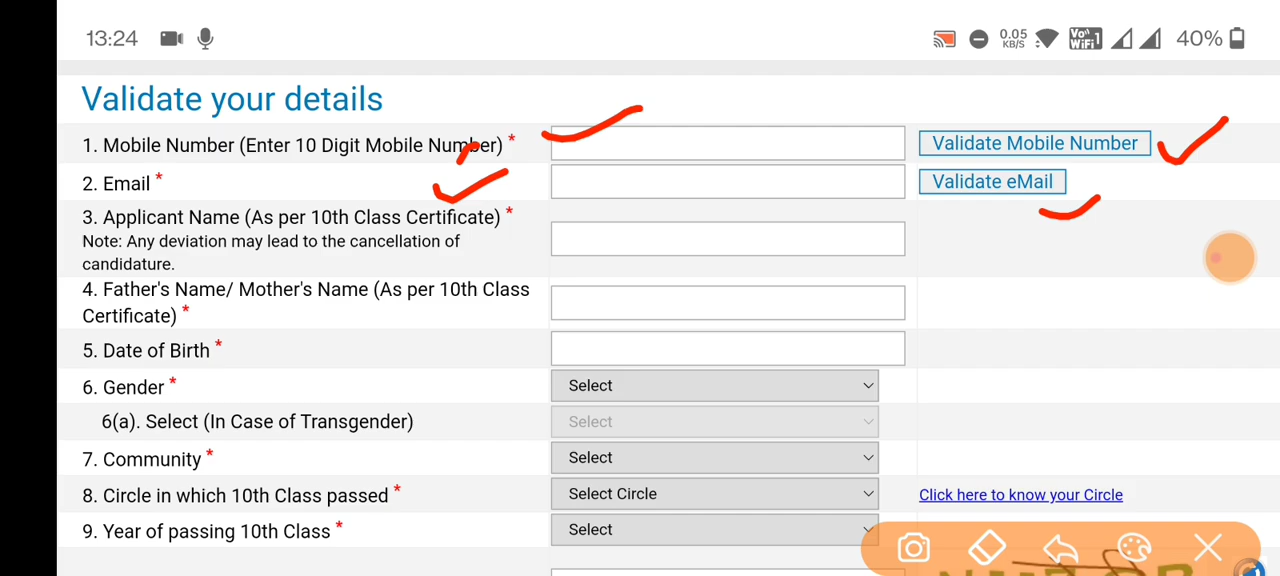 13:24 0.05 KB/S Vo WiFi 1 40%
Validate your details
1. Mobile Number (Enter 10 Digit Mobile Number) * Validate Mobile Number
2. Email * Validate eMail
3. Applicant Name (As per 10th Class Certificate) *
Note: Any deviation may lead to the cancellation of
candidature.
4. Father's Name/ Mother's Name (As per 10th Class
Certificate) *
5. Date of Birth *
6. Gender * Select
6(a). Select (In Case of Transgender) Select
7. Community * Select
8. Circle in which 10th Class passed * Select Circle Click here to know your Circle
9. Year of passing 10th Class * Select